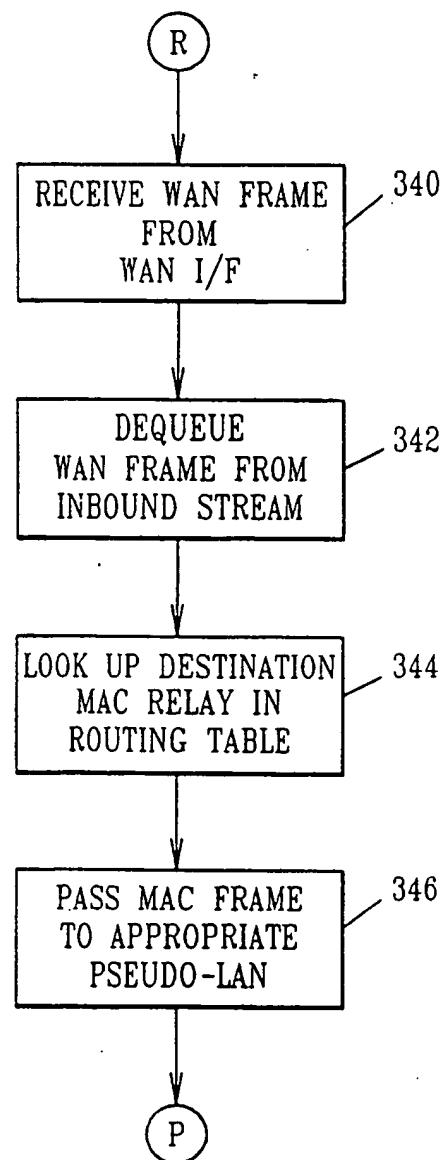 R
RECEIVE WAN FRAME
FROM
WAN I/F
340
DEQUEUE
WAN FRAME FROM
INBOUND STREAM
342
LOOK UP DESTINATION
MAC RELAY IN
ROUTING TABLE
344
PASS MAC FRAME
TO APPROPRIATE
PSEUDO-LAN
346
P